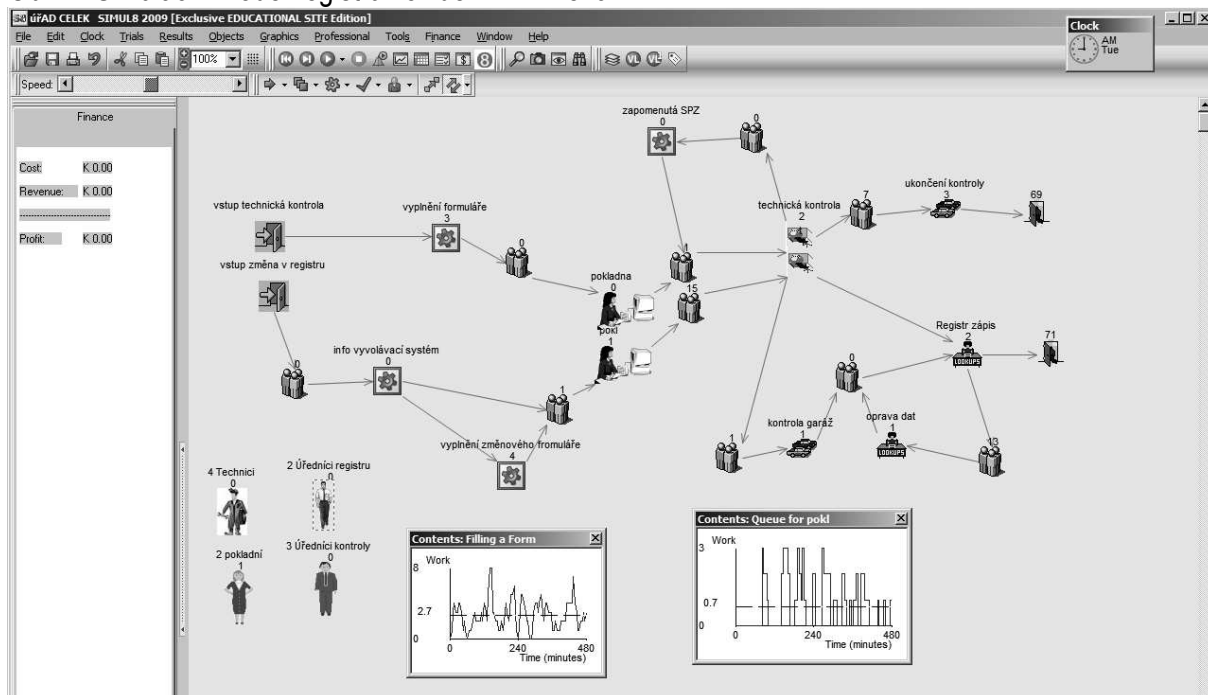 úřAD CELEK SIMUL8 2009 [Exclusive EDUCATIONAL SITE Edition]
File Edit Clock Trials Results Objects Graphics Professional Tools Finance Window Help
Clock
AM
Tue
100%
Speed:
Finance
Cost: K 0.00
Revenue: K 0.00
Profit: K 0.00
zapomenutá SPZ
0
0
vstup technická kontrola
vyplnění formuláře
3
0
technická kontrola
2
7
ukončení kontroly
3
69
vstup změna v registru
pokladna
0
1
15
pokl
1
info vyvolávací systém
0
0
1
Registr zápis
2
LOOKUPS
71
0
vyplnění změnového fromuláře
4
kontrola garáž
1
1
oprava dat
1
LOOKUPS
13
4 Technici
0
2 Úředníci registru
0
2 pokladní
1
3 Úředníci kontroly
0
Contents: Filling a Form
Work
8
2.7
0
0 240 480
Time (minutes)
Contents: Queue for pokl
Work
3
0.7
0
0 240 480
Time (minutes)